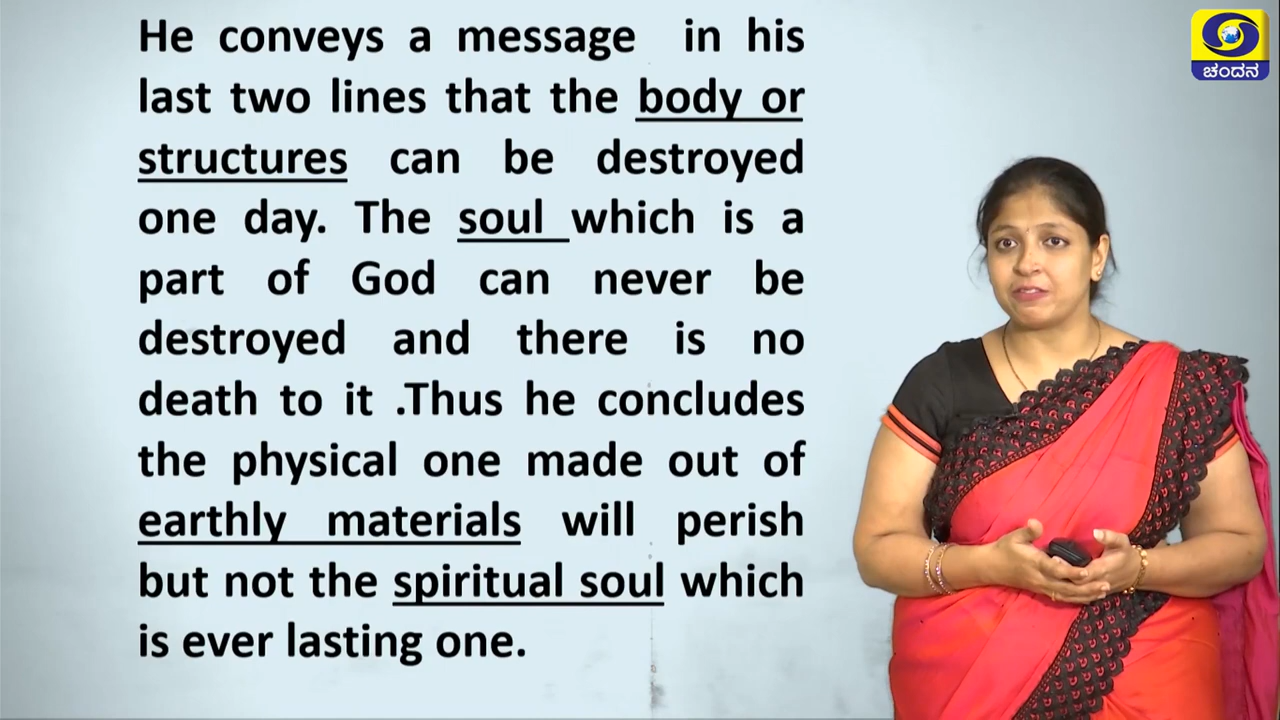 He conveys a message in his
last two lines that the body or
structures can be destroyed
one day. The soul which is a
part of God can never be
destroyed and there is no
death to it .Thus he concludes
the physical one made out of
earthly materials will perish
but not the spiritual soul which
is ever lasting one.
ಚಂದನ